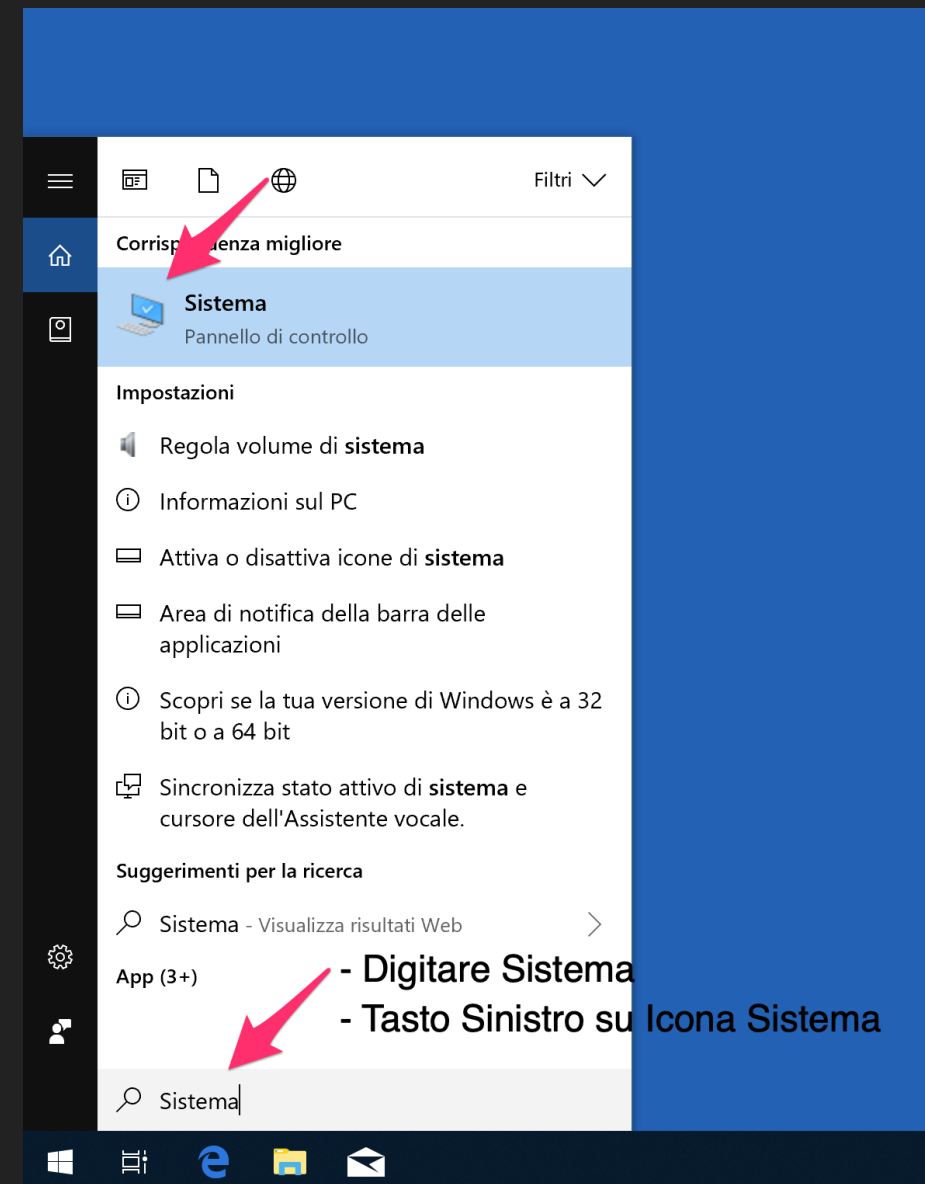 Filtri
Corrispondenza migliore
Sistema
Pannello di controllo
Impostazioni
Regola volume di sistema
Informazioni sul PC
Attiva o disattiva icone di sistema
Area di notifica della barra delle
applicazioni
Scopri se la tua versione di Windows è a 32
bit o a 64 bit
Sincronizza stato attivo di sistema e
cursore dell'Assistente vocale.
Suggerimenti per la ricerca
Sistema - Visualizza risultati Web
App (3+)
- Digitare Sistema
- Tasto Sinistro su Icona Sistema
Sistema